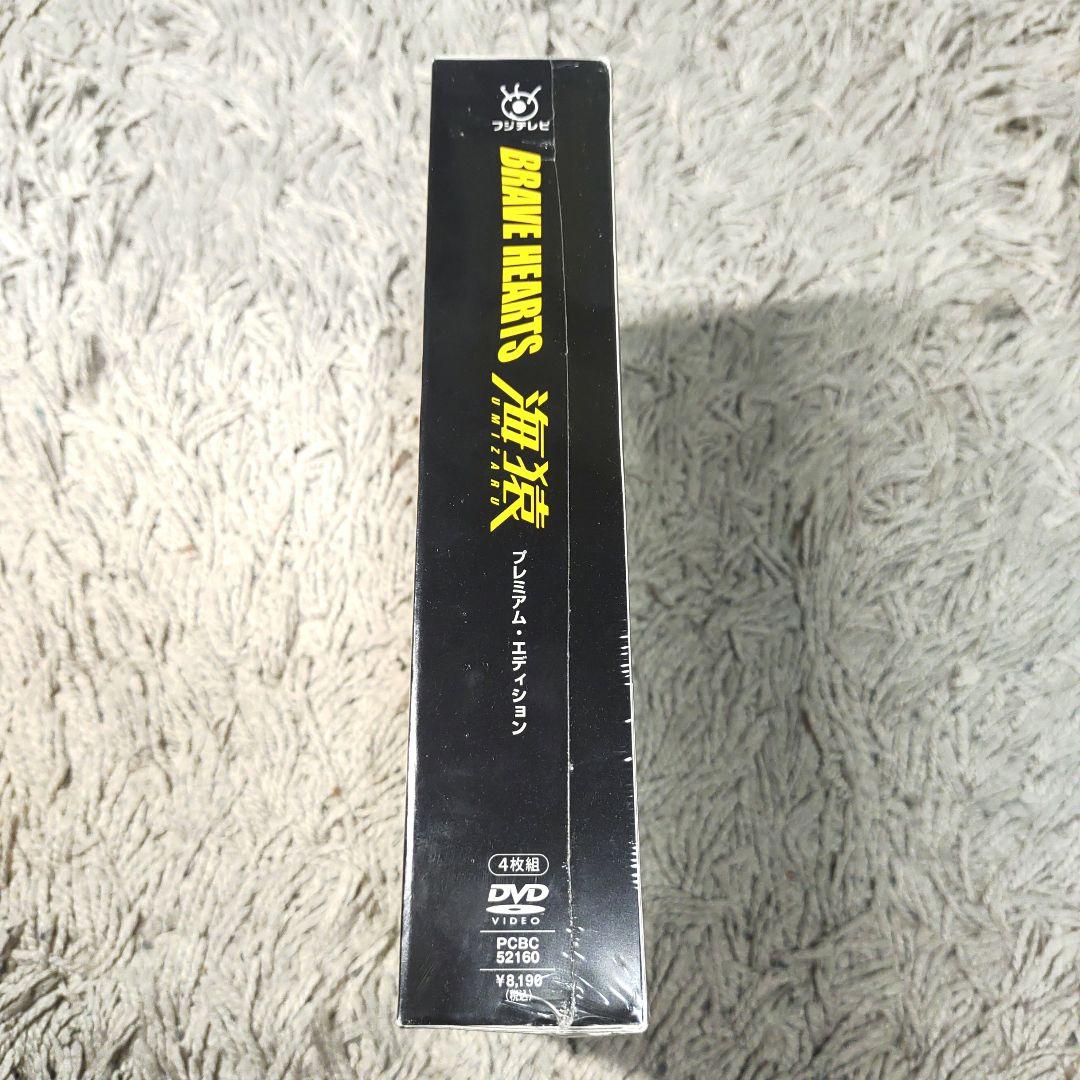 フジテレビ
BRAVE HEARTS
海猿
UMIZARU
プレミアム・エディション
4枚組
DVD
VIDEO
PCBC
52160
¥8,190
(税込)